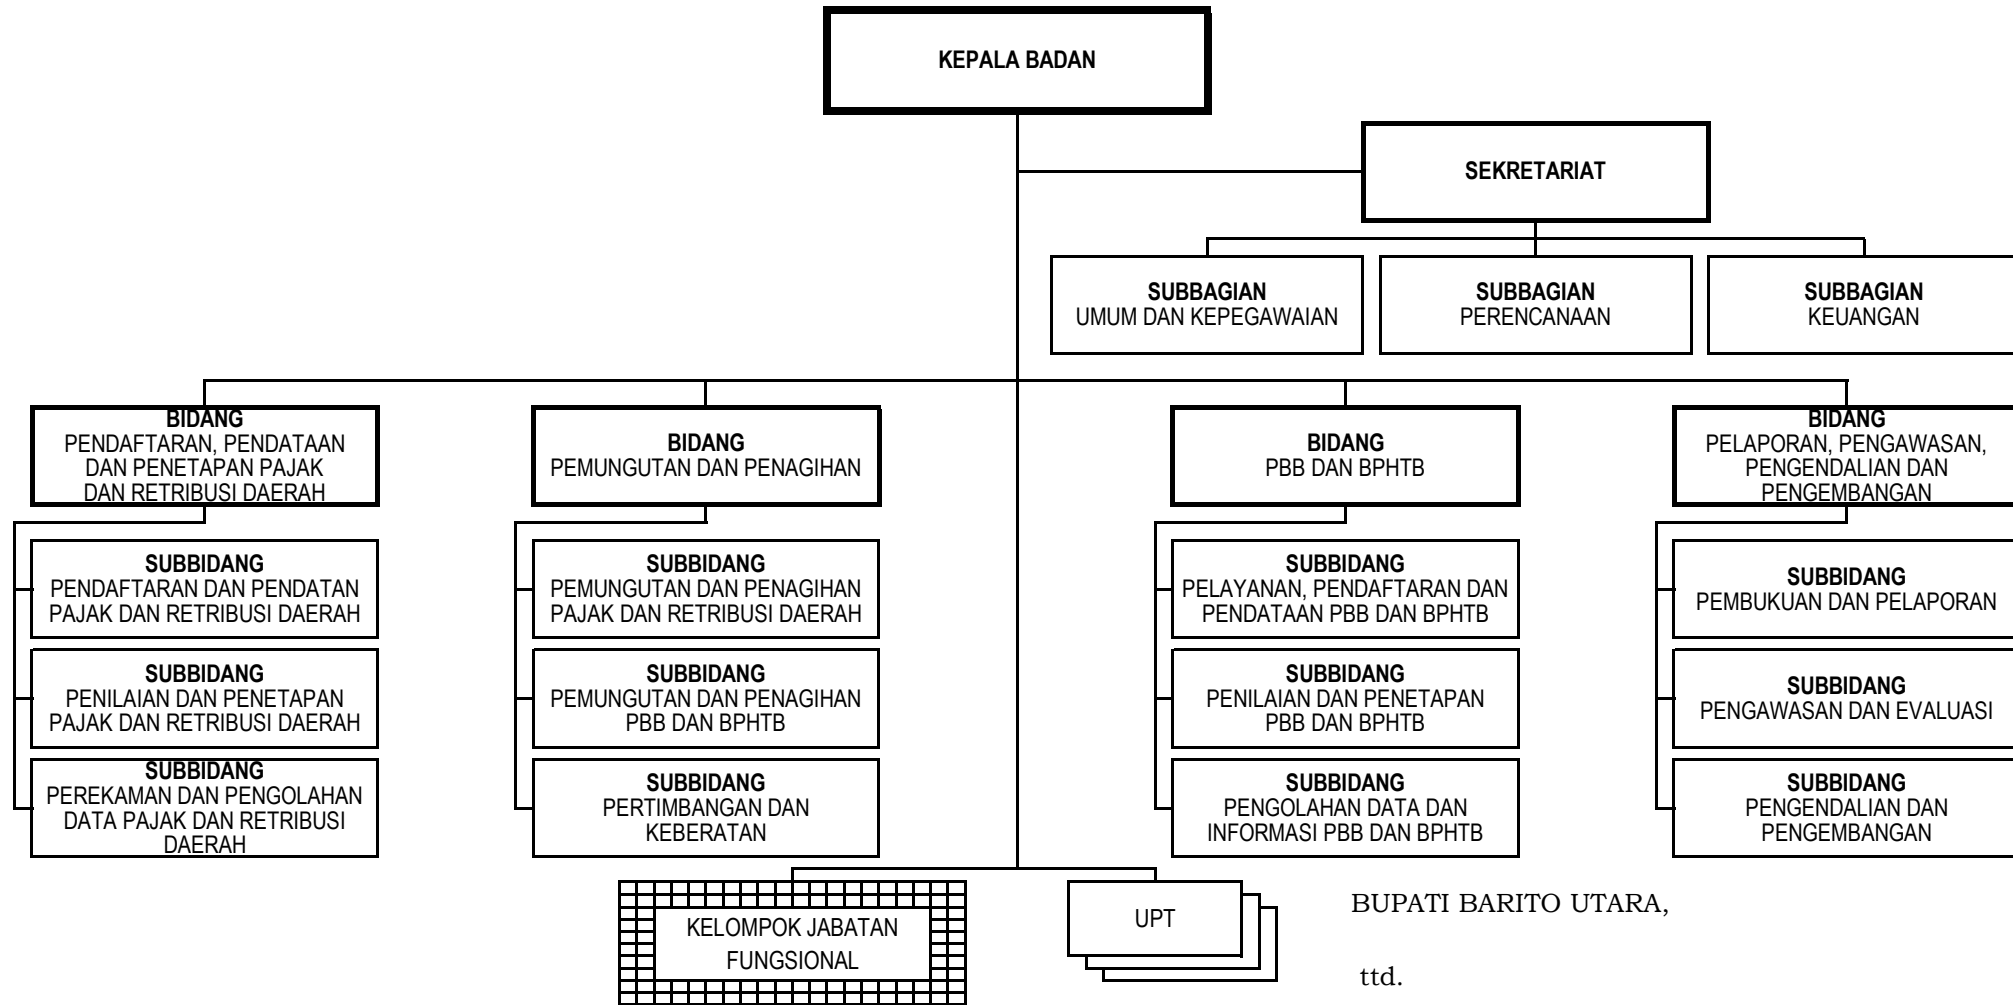 KEPALA BADAN
SEKRETARIAT
SUBBAGIAN
UMUM DAN KEPEGAWAIAN
SUBBAGIAN
PERENCANAAN
SUBBAGIAN
KEUANGAN
BIDANG
PENDAFTARAN, PENDATAAN
DAN PENETAPAN PAJAK
DAN RETRIBUSI DAERAH
BIDANG
PEMUNGUTAN DAN PENAGIHAN
BIDANG
PBB DAN BPHTB
BIDANG
PELAPORAN, PENGAWASAN,
PENGENDALIAN DAN
PENGEMBANGAN
SUBBIDANG
PENDAFTARAN DAN PENDATAN
PAJAK DAN RETRIBUSI DAERAH
SUBBIDANG
PEMUNGUTAN DAN PENAGIHAN
PAJAK DAN RETRIBUSI DAERAH
SUBBIDANG
PELAYANAN, PENDAFTARAN DAN
PENDATAAN PBB DAN BPHTB
SUBBIDANG
PEMBUKUAN DAN PELAPORAN
SUBBIDANG
PENILAIAN DAN PENETAPAN
PAJAK DAN RETRIBUSI DAERAH
SUBBIDANG
PEMUNGUTAN DAN PENAGIHAN
PBB DAN BPHTB
SUBBIDANG
PENILAIAN DAN PENETAPAN
PBB DAN BPHTB
SUBBIDANG
PENGAWASAN DAN EVALUASI
SUBBIDANG
PEREKAMAN DAN PENGOLAHAN
DATA PAJAK DAN RETRIBUSI
DAERAH
SUBBIDANG
PERTIMBANGAN DAN
KEBERATAN
SUBBIDANG
PENGOLAHAN DATA DAN
INFORMASI PBB DAN BPHTB
SUBBIDANG
PENGENDALIAN DAN
PENGEMBANGAN
KELOMPOK JABATAN
FUNGSIONAL
UPT
BUPATI BARITO UTARA,
ttd.